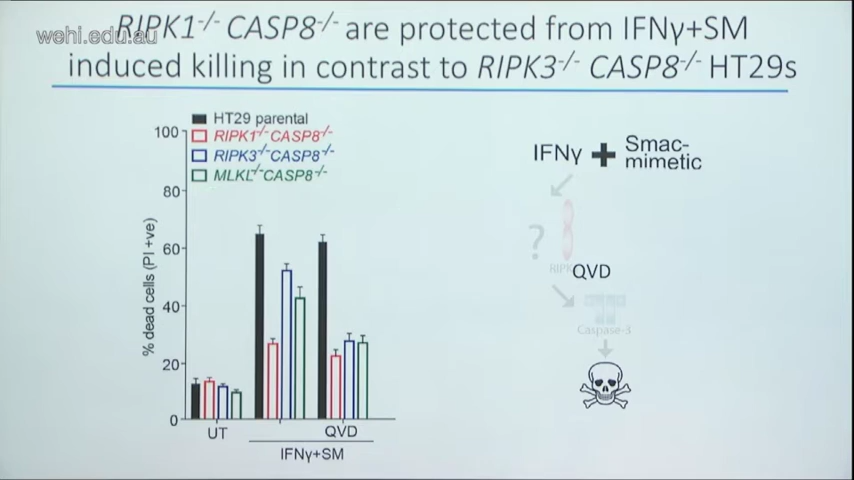 wehi.edu.au
RIPK1-/- CASP8-/- are protected from IFNγ+SM
induced killing in contrast to RIPK3-/- CASP8-/- HT29s
HT29 parental
RIPK1-/-CASP8-/-
RIPK3-/-CASP8-/-
MLKL-/-CASP8-/-
% dead cells (PI +ve)
100
80
60
40
20
0
UT
QVD
IFNγ+SM
IFNγ + Smac-
mimetic
?
RIPK
QVD
Caspase-3